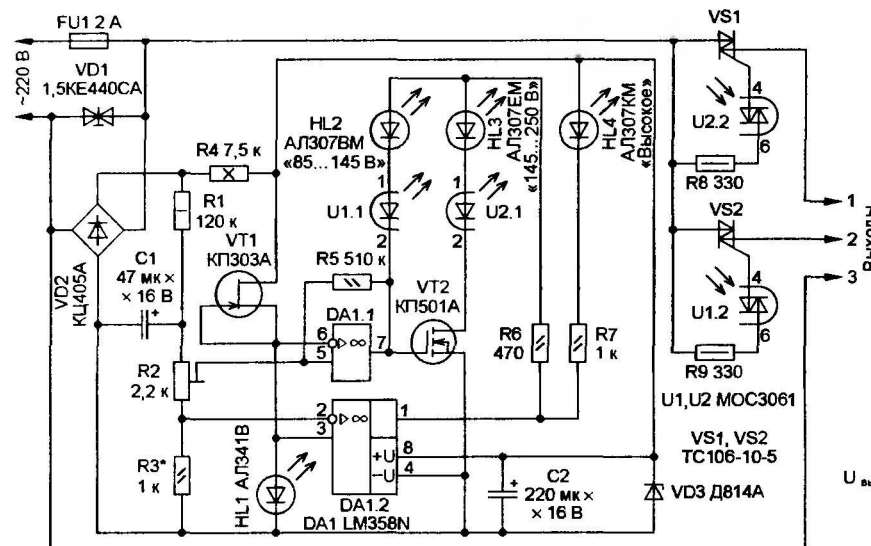 FU1 2 А
~220 В
VD1
1,5КЕ440СА
VS1
4
U2.2
6
R8 330
HL2
АЛ307ВМ
«85...145 В»
HL3
АЛ307ЕМ
«145...250 В»
HL4
АЛ307КМ
«Высокое»
R4 7,5 к
R1
120 к
1
U1.1
2
1
U2.1
2
VS2
4
U1.2
6
R9 330
1
2
3
Выходы
VD2
КЦ405А
C1
47 мк ×
× 16 В
VT1
КП303А
R5 510 к
VT2
КП501А
DA1.1
6
5
▷ ∞
7
R6
470
R7
1 к
R2
2,2 к
U1,U2 MOC3061
2
3
▷ ∞
1
+U
8
−U
4
R3*
1 к
HL1 АЛ341В
DA1.2
DA1 LM358N
C2
220 мк ×
× 16 В
VD3 Д814А
VS1, VS2
ТС106-10-5
U вы